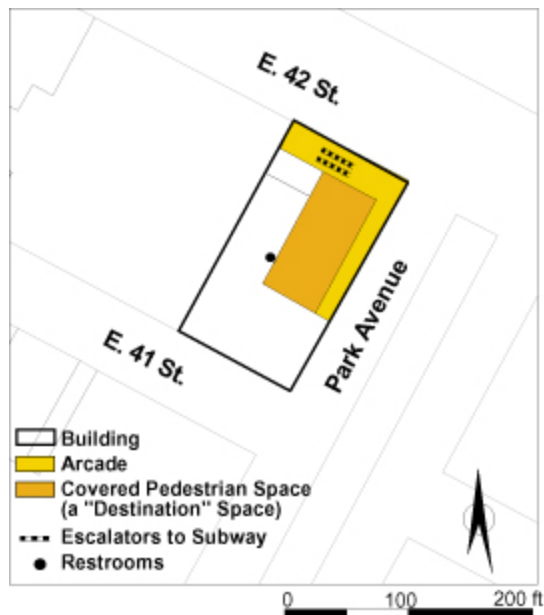 E. 42 St.
Park Avenue
E. 41 St.
Building
Arcade
Covered Pedestrian Space
(a "Destination" Space)
Escalators to Subway
Restrooms
0 100 200 ft